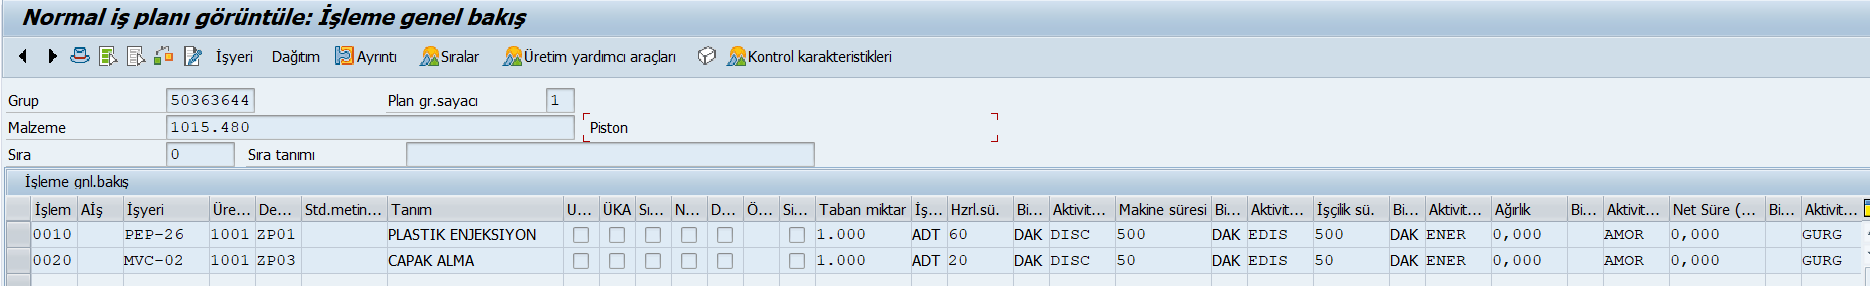 Normal iş planı görüntüle: İşleme genel bakış
İşyeri Dağıtım Ayrıntı Sıralar Üretim yardımcı araçları Kontrol karakteristikleri
Grup 50363644 Plan gr.sayacı 1
Malzeme 1015.480 Piston
Sıra 0 Sıra tanımı
İşleme gnl.bakış
İşlem Alş İşyeri Üre... De... Std.metin... Tanım U... ÜKA Sı... N... D... Ö... Si... Taban miktar İş... Hzrl.sü. Bi... Aktivit... Makine süresi Bi... Aktivit... İşçilik sü. Bi... Aktivit... Ağırlık Bi... Aktivit... Net Süre (... Bi... Aktivit...
0010 PEP-26 1001 ZP01 PLASTIK ENJEKSIYON 1.000 ADT 60 DAK DISC 500 DAK EDIS 500 DAK ENER 0,000 AMOR 0,000 GURG
0020 MVC-02 1001 ZP03 CAPAK ALMA 1.000 ADT 20 DAK DISC 50 DAK EDIS 50 DAK ENER 0,000 AMOR 0,000 GURG